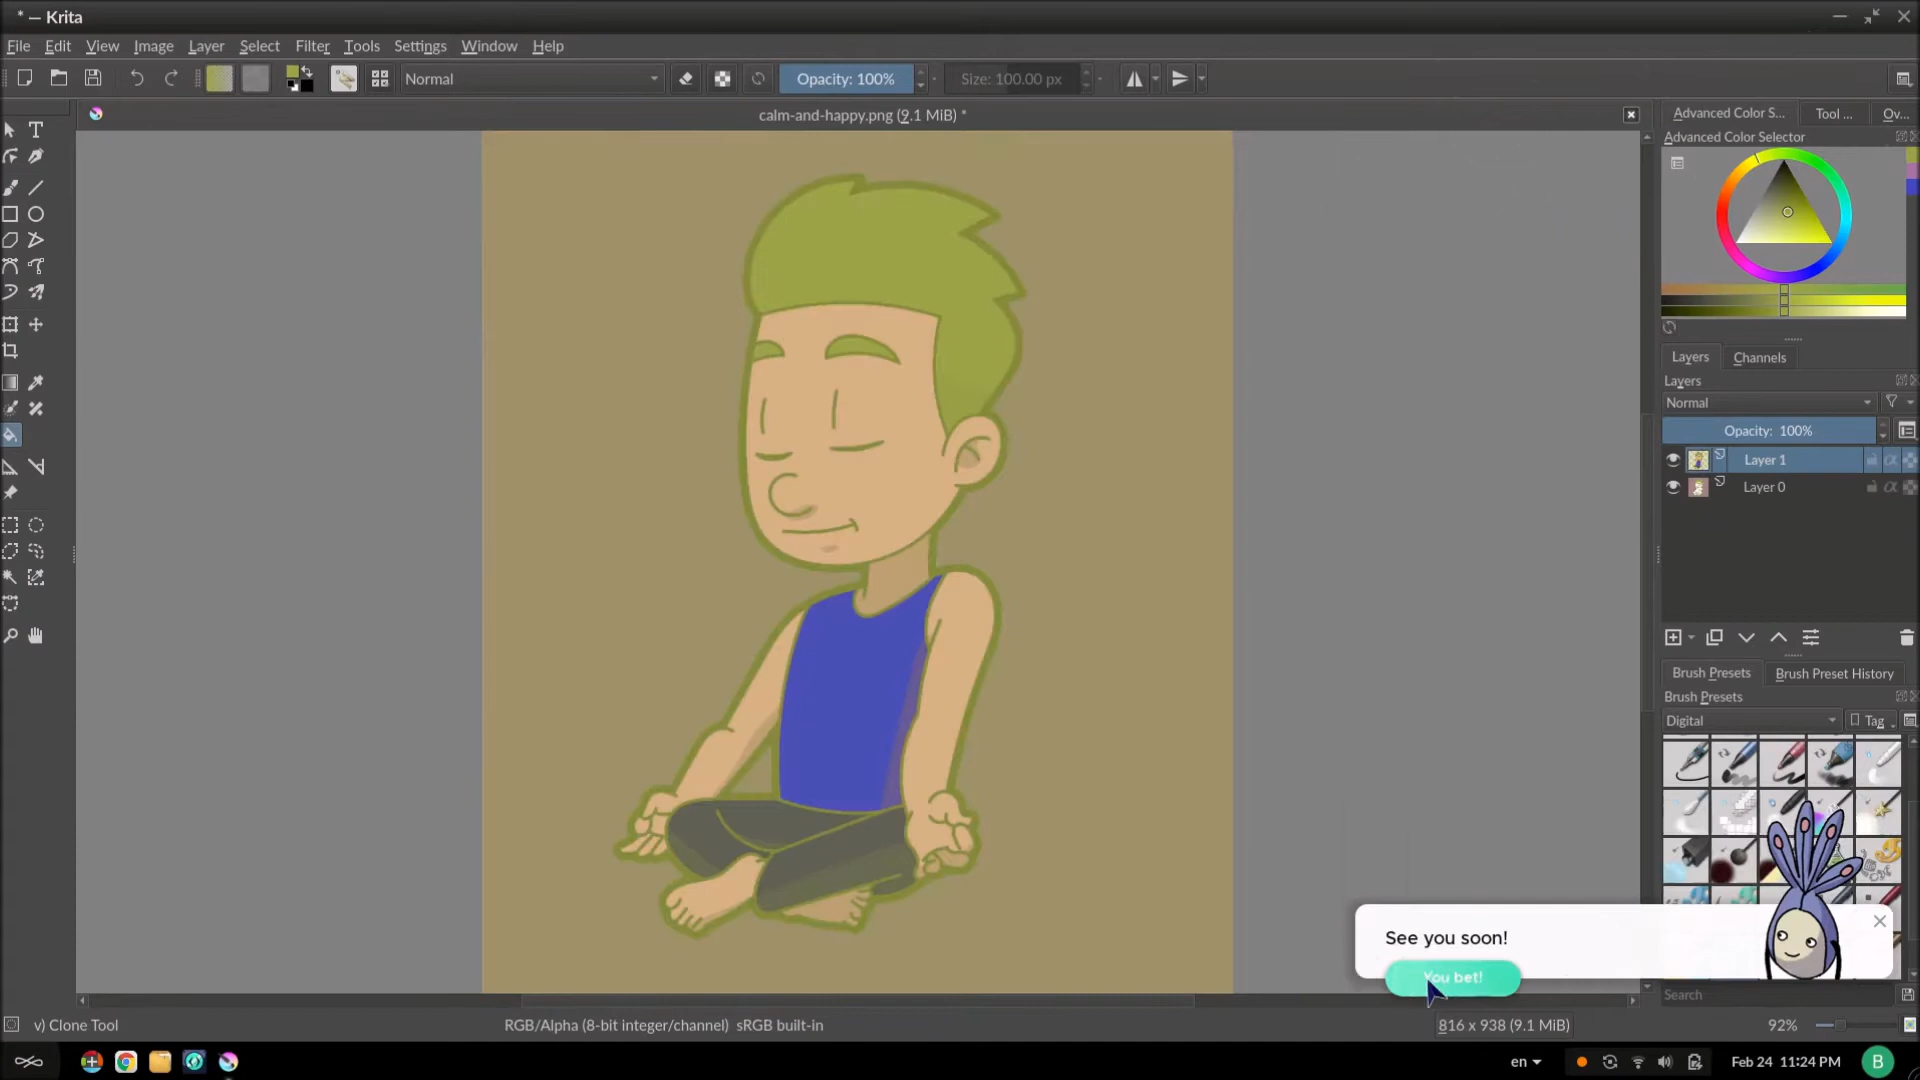 * — Krita
File Edit View Image Layer Select Filter Tools Settings Window Help
Normal Opacity: 100% Size: 100.00 px
calm-and-happy.png (9.1 MiB) *
Advanced Color S... Tool ... Ov...
Advanced Color Selector
Layers Channels
Layers
Normal
Opacity: 100%
Layer 1
Layer 0
Brush Presets Brush Preset History
Brush Presets
Digital Tag
See you soon!
You bet!
Search
v) Clone Tool RGB/Alpha (8-bit integer/channel) sRGB built-in 816 x 938 (9.1 MiB) 92%
en Feb 24 11:24 PM B